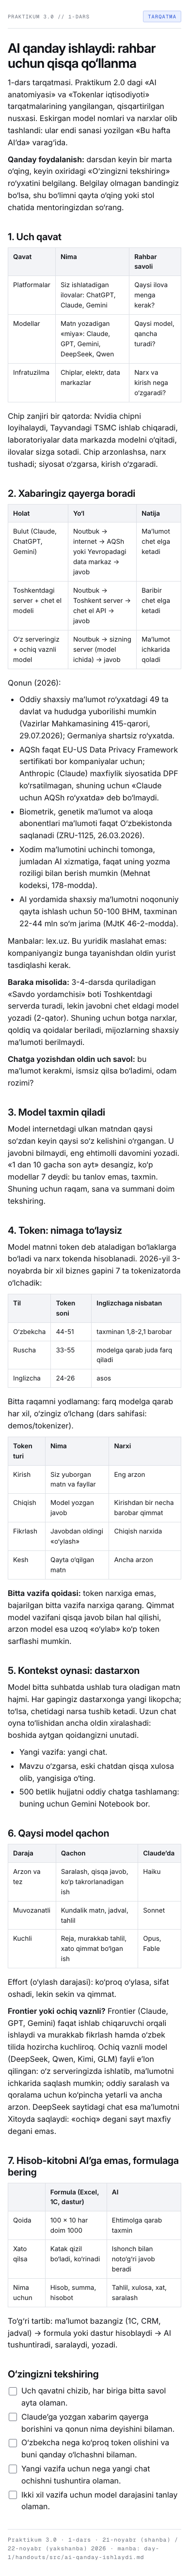 PRAKTIKUM 3.0 // 1-DARS
TARQATMA
AI qanday ishlaydi: rahbar
uchun qisqa qo‘llanma
1-dars tarqatmasi. Praktikum 2.0 dagi «AI
anatomiyasi» va «Tokenlar iqtisodiyoti»
tarqatmalarining yangilangan, qisqartirilgan
nusxasi. Eskirgan model nomlari va narxlar olib
tashlandi: ular endi sanasi yozilgan «Bu hafta
AI’da» varag‘ida.
Qanday foydalanish: darsdan keyin bir marta
o‘qing, keyin oxiridagi «O‘zingizni tekshiring»
ro‘yxatini belgilang. Belgilay olmagan bandingiz
bo‘lsa, shu bo‘limni qayta o‘qing yoki stol
chatida mentoringizdan so‘rang.
1. Uch qavat
Qavat Nima Rahbar
savoli
Platformalar Siz ishlatadigan
ilovalar: ChatGPT,
Claude, Gemini Qaysi ilova
menga
kerak?
Modellar Matn yozadigan
«miya»: Claude,
GPT, Gemini,
DeepSeek, Qwen Qaysi model,
qancha
turadi?
Infratuzilma Chiplar, elektr, data
markazlar Narx va
kirish nega
o‘zgaradi?
Chip zanjiri bir qatorda: Nvidia chipni
loyihalaydi, Tayvandagi TSMC ishlab chiqaradi,
laboratoriyalar data markazda modelni o‘qitadi,
ilovalar sizga sotadi. Chip arzonlashsa, narx
tushadi; siyosat o‘zgarsa, kirish o‘zgaradi.
2. Xabaringiz qayerga boradi
Holat Yo‘l Natija
Bulut (Claude,
ChatGPT,
Gemini) Noutbuk →
internet → AQSh
yoki Yevropadagi
data markaz →
javob Ma’lumot
chet elga
ketadi
Toshkentdagi
server + chet el
modeli Noutbuk →
Toshkent server →
chet el API →
javob Baribir
chet elga
ketadi
O‘z serveringiz
+ ochiq vaznli
model Noutbuk → sizning
server (model
ichida) → javob Ma’lumot
ichkarida
qoladi
Qonun (2026):
• Oddiy shaxsiy ma’lumot ro‘yxatdagi 49 ta
davlat va hududga yuborilishi mumkin
(Vazirlar Mahkamasining 415-qarori,
29.07.2026); Germaniya shartsiz ro‘yxatda.
• AQSh faqat EU-US Data Privacy Framework
sertifikati bor kompaniyalar uchun;
Anthropic (Claude) maxfiylik siyosatida DPF
ko‘rsatilmagan, shuning uchun «Claude
uchun AQSh ro‘yxatda» deb bo‘lmaydi.
• Biometrik, genetik ma’lumot va aloqa
abonentlari ma’lumoti faqat O‘zbekistonda
saqlanadi (ZRU-1125, 26.03.2026).
• Xodim ma’lumotini uchinchi tomonga,
jumladan AI xizmatiga, faqat uning yozma
roziligi bilan berish mumkin (Mehnat
kodeksi, 178-modda).
• AI yordamida shaxsiy ma’lumotni noqonuniy
qayta ishlash uchun 50-100 BHM, taxminan
22-44 mln so‘m jarima (MJtK 46-2-modda).
Manbalar: lex.uz. Bu yuridik maslahat emas:
kompaniyangiz bunga tayanishdan oldin yurist
tasdiqlashi kerak.
Baraka misolida: 3-4-darsda quriladigan
«Savdo yordamchisi» boti Toshkentdagi
serverda turadi, lekin javobni chet eldagi model
yozadi (2-qator). Shuning uchun botga narxlar,
qoldiq va qoidalar beriladi, mijozlarning shaxsiy
ma’lumoti berilmaydi.
Chatga yozishdan oldin uch savol: bu
ma’lumot kerakmi, ismsiz qilsa bo‘ladimi, odam
rozimi?
3. Model taxmin qiladi
Model internetdagi ulkan matndan qaysi
so‘zdan keyin qaysi so‘z kelishini o‘rgangan. U
javobni bilmaydi, eng ehtimolli davomini yozadi.
«1 dan 10 gacha son ayt» desangiz, ko‘p
modellar 7 deydi: bu tanlov emas, taxmin.
Shuning uchun raqam, sana va summani doim
tekshiring.
4. Token: nimaga to‘laysiz
Model matnni token deb ataladigan bo‘laklarga
bo‘ladi va narx tokenda hisoblanadi. 2026-yil 3-
noyabrda bir xil biznes gapini 7 ta tokenizatorda
o‘lchadik:
Til Token
soni Inglizchaga nisbatan
O‘zbekcha 44-51 taxminan 1,8-2,1 barobar
Ruscha 33-55 modelga qarab juda farq
qiladi
Inglizcha 24-26 asos
Bitta raqamni yodlamang: farq modelga qarab
har xil, o‘zingiz o‘lchang (dars sahifasi:
demos/tokenizer).
Token
turi Nima Narxi
Kirish Siz yuborgan
matn va fayllar Eng arzon
Chiqish Model yozgan
javob Kirishdan bir necha
barobar qimmat
Fikrlash Javobdan oldingi
«o‘ylash» Chiqish narxida
Kesh Qayta o‘qilgan
matn Ancha arzon
Bitta vazifa qoidasi: token narxiga emas,
bajarilgan bitta vazifa narxiga qarang. Qimmat
model vazifani qisqa javob bilan hal qilishi,
arzon model esa uzoq «o‘ylab» ko‘p token
sarflashi mumkin.
5. Kontekst oynasi: dastarxon
Model bitta suhbatda ushlab tura oladigan matn
hajmi. Har gapingiz dastarxonga yangi likopcha;
to‘lsa, chetidagi narsa tushib ketadi. Uzun chat
oyna to‘lishidan ancha oldin xiralashadi:
boshida aytgan qoidangizni unutadi.
• Yangi vazifa: yangi chat.
• Mavzu o‘zgarsa, eski chatdan qisqa xulosa
olib, yangisiga o‘ting.
• 500 betlik hujjatni oddiy chatga tashlamang:
buning uchun Gemini Notebook bor.
6. Qaysi model qachon
Daraja Qachon Claude’da
Arzon va
tez Saralash, qisqa javob,
ko‘p takrorlanadigan
ish Haiku
Muvozanatli Kundalik matn, jadval,
tahlil Sonnet
Kuchli Reja, murakkab tahlil,
xato qimmat bo‘lgan
ish Opus,
Fable
Effort (o‘ylash darajasi): ko‘proq o‘ylasa, sifat
oshadi, lekin sekin va qimmat.
Frontier yoki ochiq vaznli? Frontier (Claude,
GPT, Gemini) faqat ishlab chiqaruvchi orqali
ishlaydi va murakkab fikrlash hamda o‘zbek
tilida hozircha kuchliroq. Ochiq vaznli model
(DeepSeek, Qwen, Kimi, GLM) fayli e’lon
qilingan: o‘z serveringizda ishlatib, ma’lumotni
ichkarida saqlash mumkin; oddiy saralash va
qoralama uchun ko‘pincha yetarli va ancha
arzon. DeepSeek saytidagi chat esa ma’lumotni
Xitoyda saqlaydi: «ochiq» degani sayt maxfiy
degani emas.
7. Hisob-kitobni AI’ga emas, formulaga
bering
Formula (Excel,
1C, dastur) AI
Qoida 100 × 10 har
doim 1000 Ehtimolga qarab
taxmin
Xato
qilsa Katak qizil
bo‘ladi, ko‘rinadi Ishonch bilan
noto‘g‘ri javob
beradi
Nima
uchun Hisob, summa,
hisobot Tahlil, xulosa, xat,
saralash
To‘g‘ri tartib: ma’lumot bazangiz (1C, CRM,
jadval) → formula yoki dastur hisoblaydi → AI
tushuntiradi, saralaydi, yozadi.
O‘zingizni tekshiring
Uch qavatni chizib, har biriga bitta savol
ayta olaman.
Claude’ga yozgan xabarim qayerga
borishini va qonun nima deyishini bilaman.
O‘zbekcha nega ko‘proq token olishini va
buni qanday o‘lchashni bilaman.
Yangi vazifa uchun nega yangi chat
ochishni tushuntira olaman.
Ikki xil vazifa uchun model darajasini tanlay
olaman.
Praktikum 3.0 · 1-dars · 21-noyabr (shanba) /
22-noyabr (yakshanba) 2026 · manba: day-
1/handouts/src/ai-qanday-ishlaydi.md